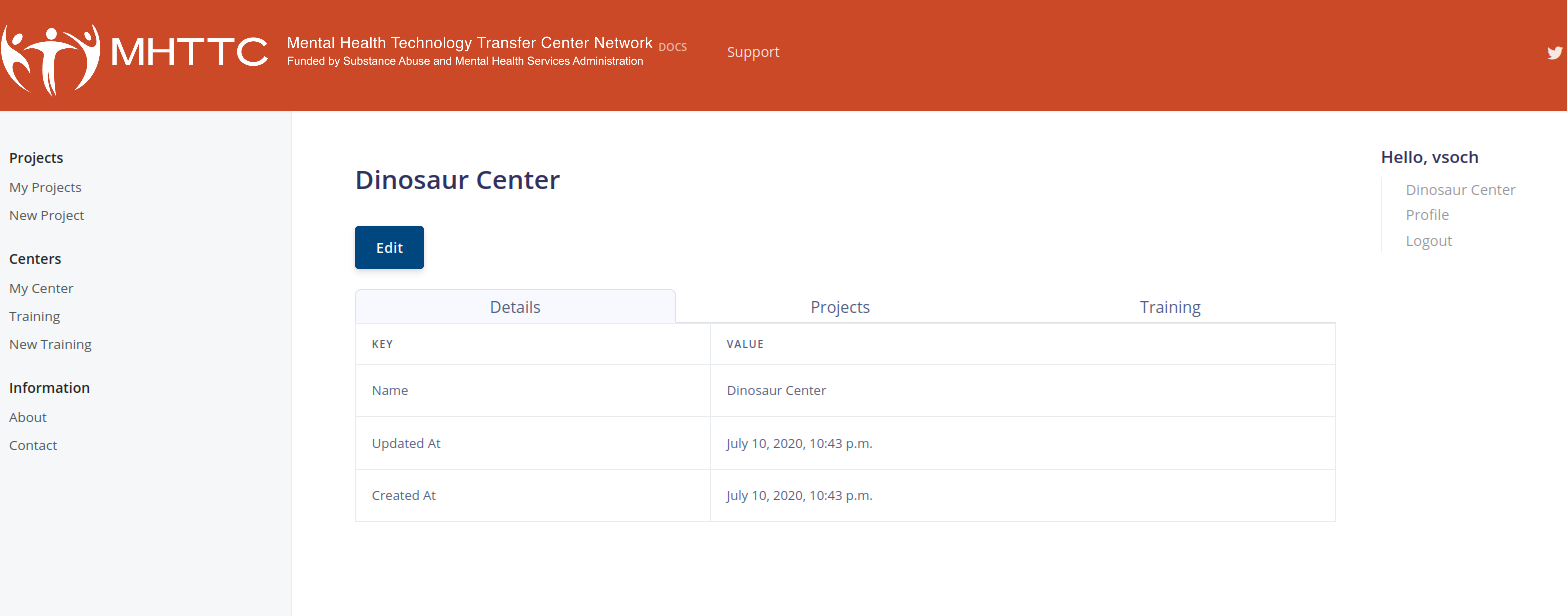 MHTTC
Mental Health Technology Transfer Center Network DOCS
Funded by Substance Abuse and Mental Health Services Administration
Support
Projects
My Projects
New Project
Centers
My Center
Training
New Training
Information
About
Contact
Dinosaur Center
Edit
Details Projects Training
KEY VALUE
Name Dinosaur Center
Updated At July 10, 2020, 10:43 p.m.
Created At July 10, 2020, 10:43 p.m.
Hello, vsoch
Dinosaur Center
Profile
Logout